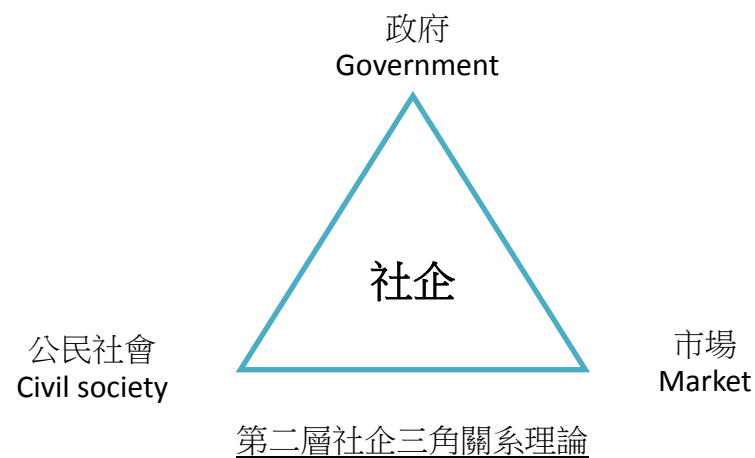 政府
Government
社企
公民社會
Civil society
市場
Market
第二層社企三角關系理論